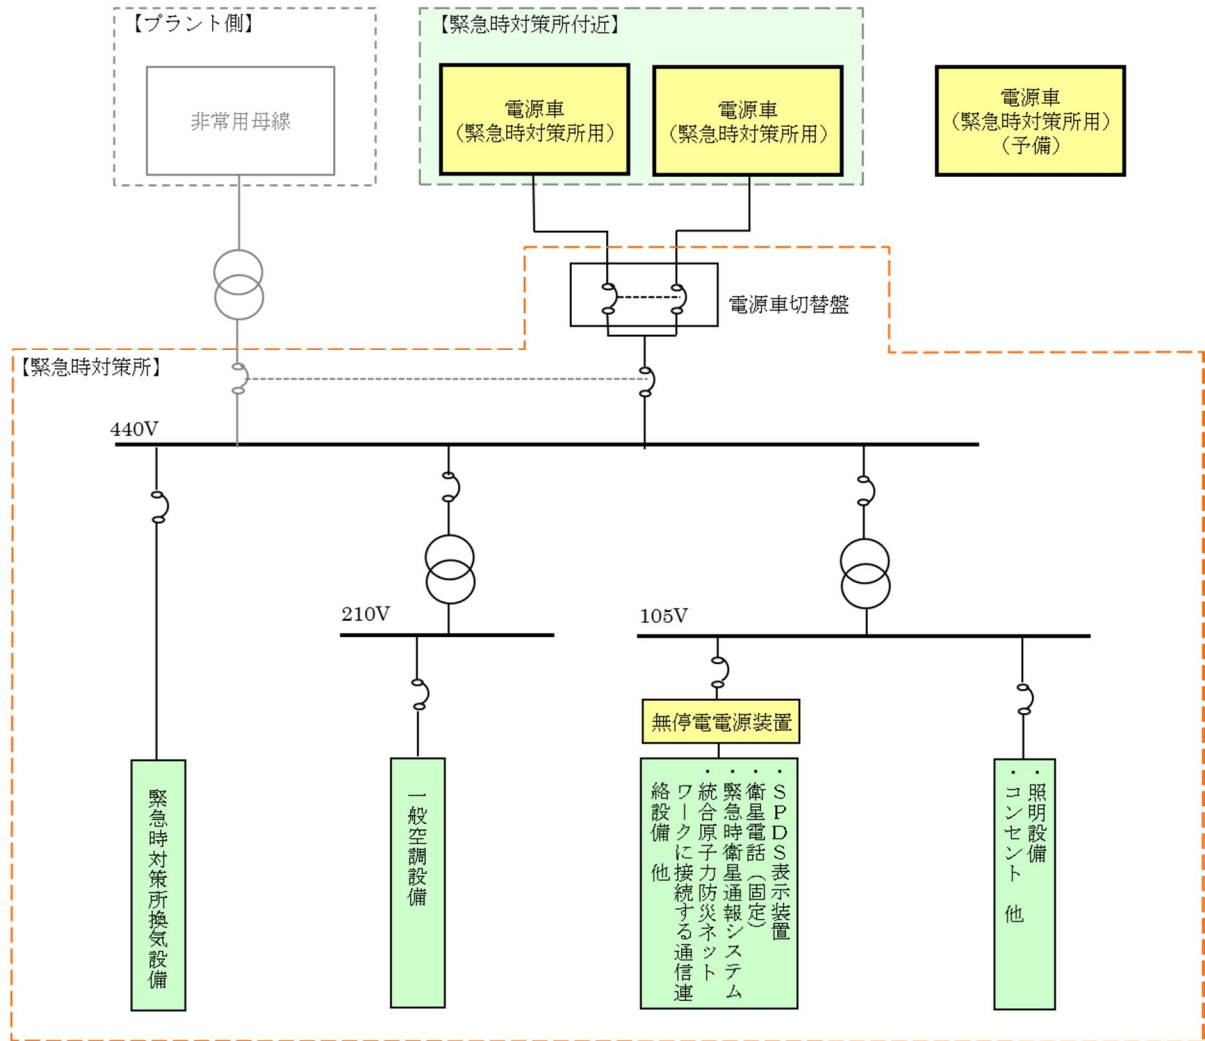 【プラント側】
非常用母線
【緊急時対策所付近】
電源車
（緊急時対策所用）
電源車
（緊急時対策所用）
電源車
（緊急時対策所用）
（予備）
電源車切替盤
【緊急時対策所】
440V
210V
105V
無停電電源装置
緊急時対策所換気設備
一般空調設備
・ＳＰＤＳ表示装置
・衛星電話（固定）
・緊急時衛星通報システム
・統合原子力防災ネット
ワークに接続する通信連
絡設備　他
・照明設備
・コンセント　他